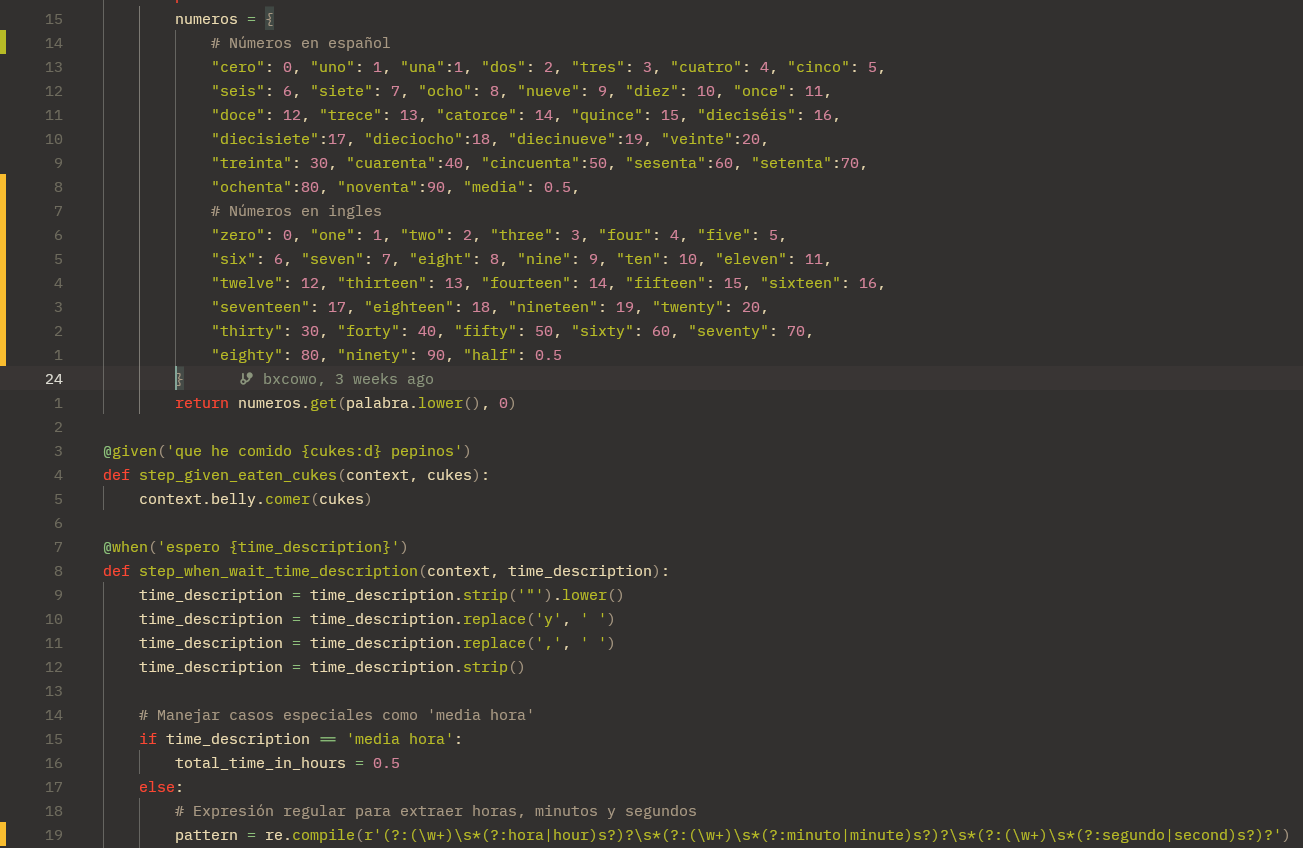 15 numeros = {
14 # Números en español
13 "cero": 0, "uno": 1, "una":1, "dos": 2, "tres": 3, "cuatro": 4, "cinco": 5,
12 "seis": 6, "siete": 7, "ocho": 8, "nueve": 9, "diez": 10, "once": 11,
11 "doce": 12, "trece": 13, "catorce": 14, "quince": 15, "dieciséis": 16,
10 "diecisiete":17, "dieciocho":18, "diecinueve":19, "veinte":20,
9 "treinta": 30, "cuarenta":40, "cincuenta":50, "sesenta":60, "setenta":70,
8 "ochenta":80, "noventa":90, "media": 0.5,
7 # Números en ingles
6 "zero": 0, "one": 1, "two": 2, "three": 3, "four": 4, "five": 5,
5 "six": 6, "seven": 7, "eight": 8, "nine": 9, "ten": 10, "eleven": 11,
4 "twelve": 12, "thirteen": 13, "fourteen": 14, "fifteen": 15, "sixteen": 16,
3 "seventeen": 17, "eighteen": 18, "nineteen": 19, "twenty": 20,
2 "thirty": 30, "forty": 40, "fifty": 50, "sixty": 60, "seventy": 70,
1 "eighty": 80, "ninety": 90, "half": 0.5
24 } bxcowo, 3 weeks ago
1 return numeros.get(palabra.lower(), 0)
2
3 @given('que he comido {cukes:d} pepinos')
4 def step_given_eaten_cukes(context, cukes):
5 context.belly.comer(cukes)
6
7 @when('espero {time_description}')
8 def step_when_wait_time_description(context, time_description):
9 time_description = time_description.strip('"').lower()
10 time_description = time_description.replace('y', ' ')
11 time_description = time_description.replace(',', ' ')
12 time_description = time_description.strip()
13
14 # Manejar casos especiales como 'media hora'
15 if time_description == 'media hora':
16 total_time_in_hours = 0.5
17 else:
18 # Expresión regular para extraer horas, minutos y segundos
19 pattern = re.compile(r'(?:(\w+)\s*(?:hora|hour)s?)?\s*(?:(\w+)\s*(?:minuto|minute)s?)?\s*(?:(\w+)\s*(?:segundo|second)s?)?')